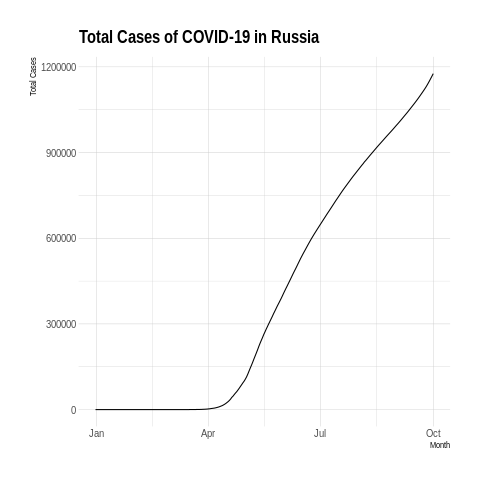 Total Cases of COVID-19 in Russia
Total Cases
1200000
900000
600000
300000
0
Jan Apr Jul Oct
Month